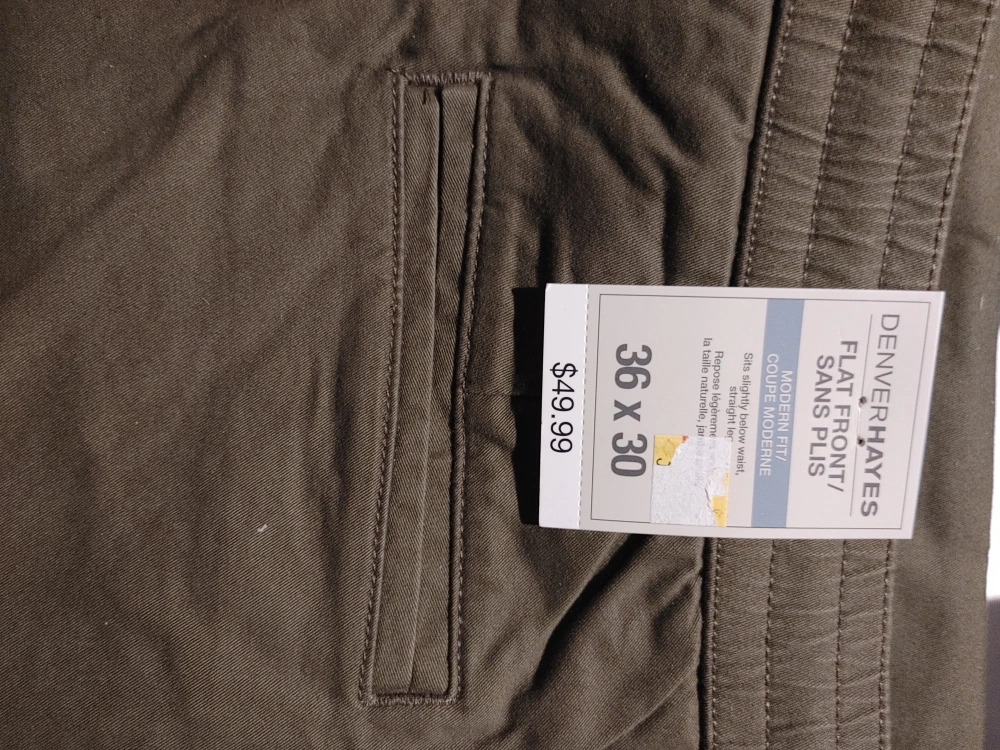 DENVERHAYES
FLAT FRONT/
SANS PLIS
MODERN FIT/
COUPE MODERNE
Sits slightly below waist,
straight leg
Repose légèreme
la taille naturelle,
36 x 30
$49.99